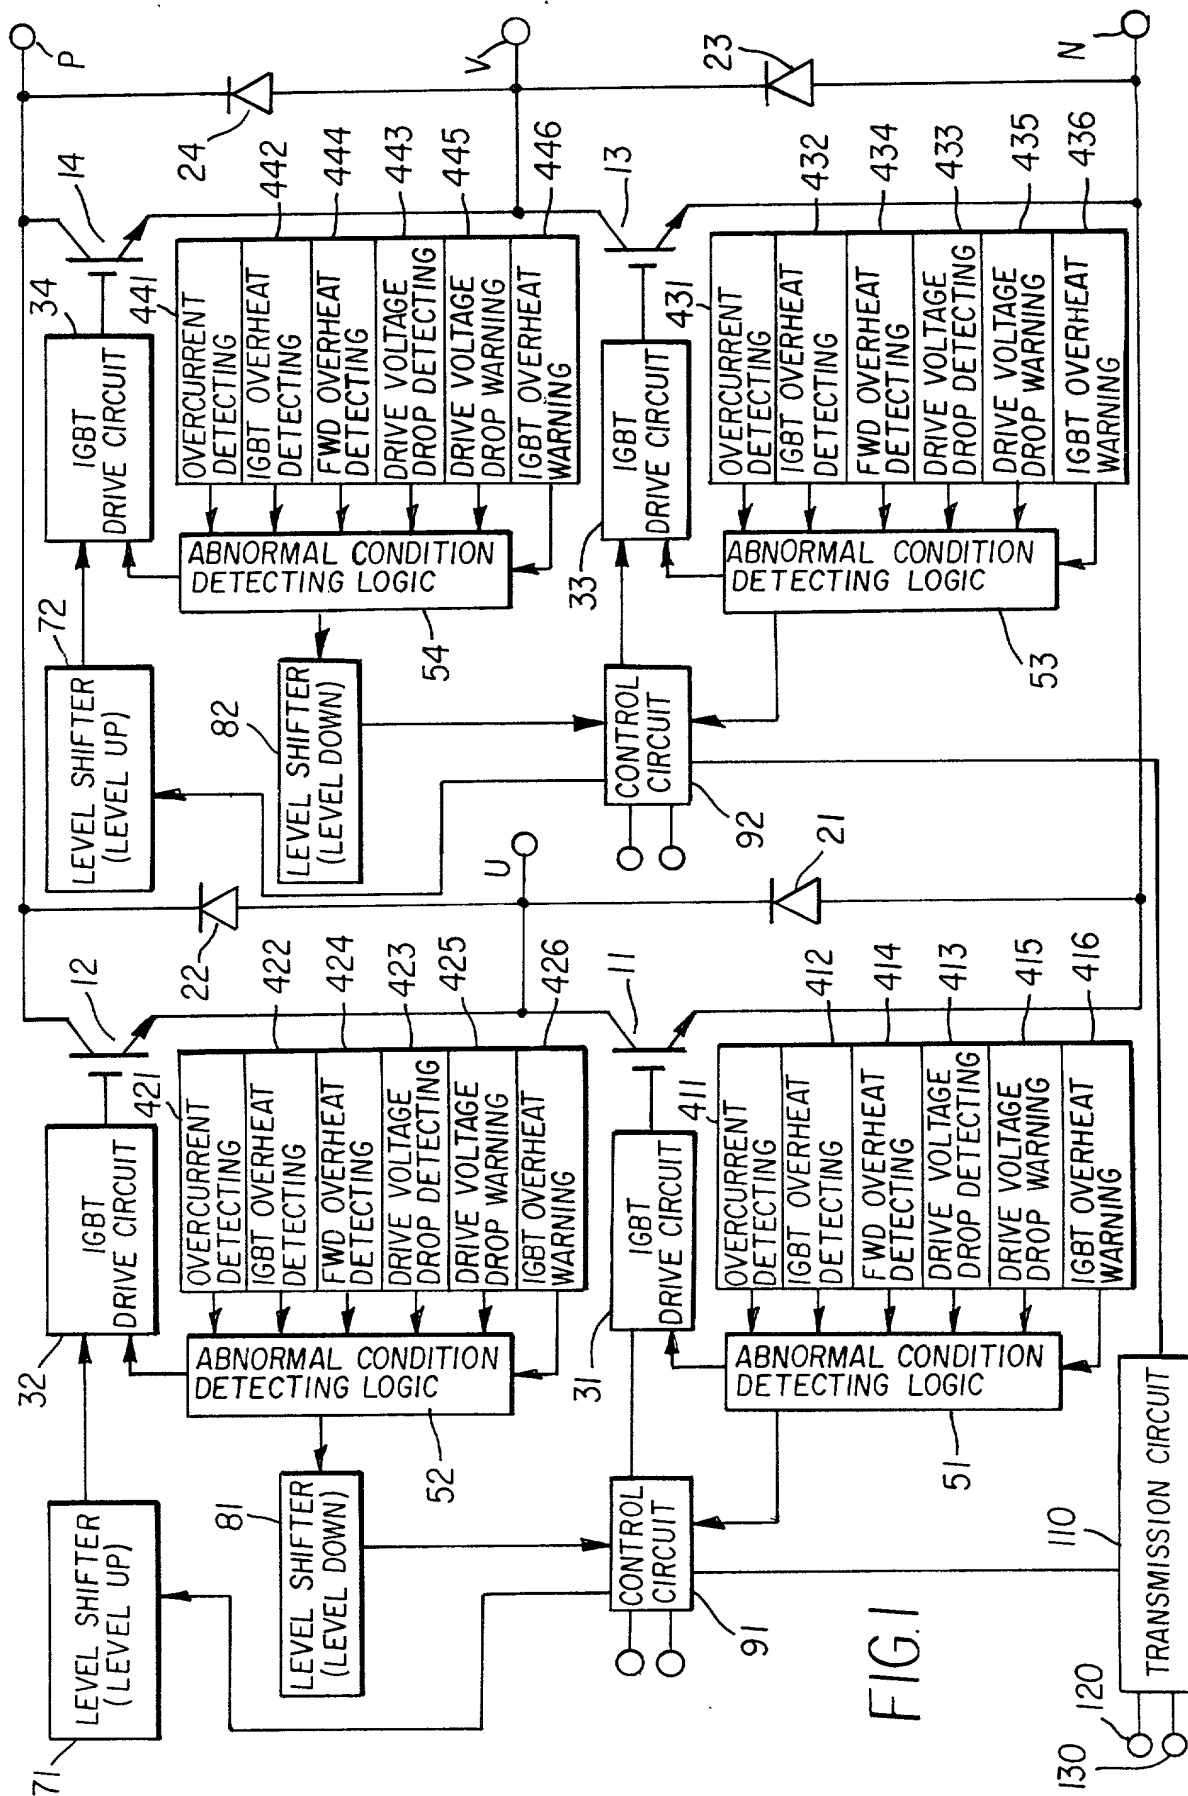 71
LEVEL SHIFTER
(LEVEL UP)
32
IGBT
DRIVE CIRCUIT
12
22
72
LEVEL SHIFTER
(LEVEL UP)
34
IGBT
DRIVE CIRCUIT
14
24
P
81
LEVEL SHIFTER
(LEVEL DOWN)
52
ABNORMAL CONDITION
DETECTING LOGIC
421
OVERCURRENT
DETECTING
IGBT OVERHEAT
DETECTING
FWD OVERHEAT
DETECTING
DRIVE VOLTAGE
DROP DETECTING
DRIVE VOLTAGE
DROP WARNING
IGBT OVERHEAT
WARNING
422
424
423
425
426
U
82
LEVEL SHIFTER
(LEVEL DOWN)
54
ABNORMAL CONDITION
DETECTING LOGIC
441
OVERCURRENT
DETECTING
IGBT OVERHEAT
DETECTING
FWD OVERHEAT
DETECTING
DRIVE VOLTAGE
DROP DETECTING
DRIVE VOLTAGE
DROP WARNING
IGBT OVERHEAT
WARNING
442
444
443
445
446
V
91
CONTROL
CIRCUIT
31
IGBT
DRIVE CIRCUIT
11
21
92
CONTROL
CIRCUIT
33
IGBT
DRIVE CIRCUIT
13
23
51
ABNORMAL CONDITION
DETECTING LOGIC
411
OVERCURRENT
DETECTING
IGBT OVERHEAT
DETECTING
FWD OVERHEAT
DETECTING
DRIVE VOLTAGE
DROP DETECTING
DRIVE VOLTAGE
DROP WARNING
IGBT OVERHEAT
WARNING
412
414
413
415
416
53
ABNORMAL CONDITION
DETECTING LOGIC
431
OVERCURRENT
DETECTING
IGBT OVERHEAT
DETECTING
FWD OVERHEAT
DETECTING
DRIVE VOLTAGE
DROP DETECTING
DRIVE VOLTAGE
DROP WARNING
IGBT OVERHEAT
WARNING
432
434
433
435
436
N
FIG.1
120
130
110
TRANSMISSION CIRCUIT